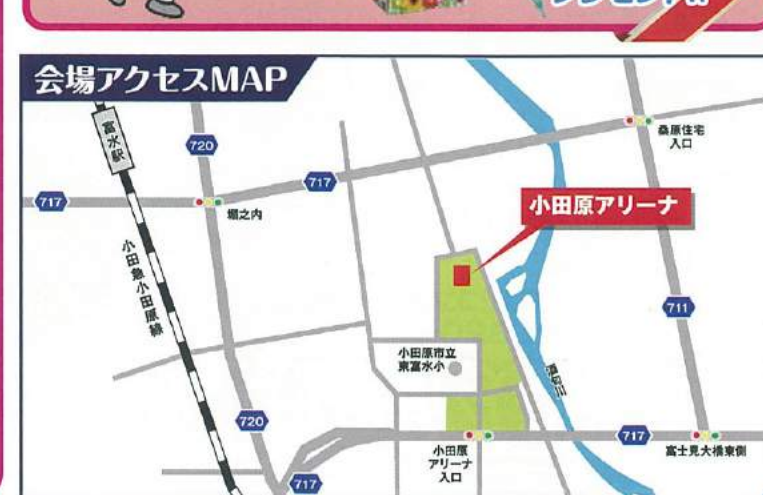 会場アクセスMAP
富水駅
720
717
717
堀之内
桑原住宅
入口
小田原アリーナ
小田急小田原線
711
小田原市立
東富水小
720
717
小田原
アリーナ
入口
717
富士見大橋東側